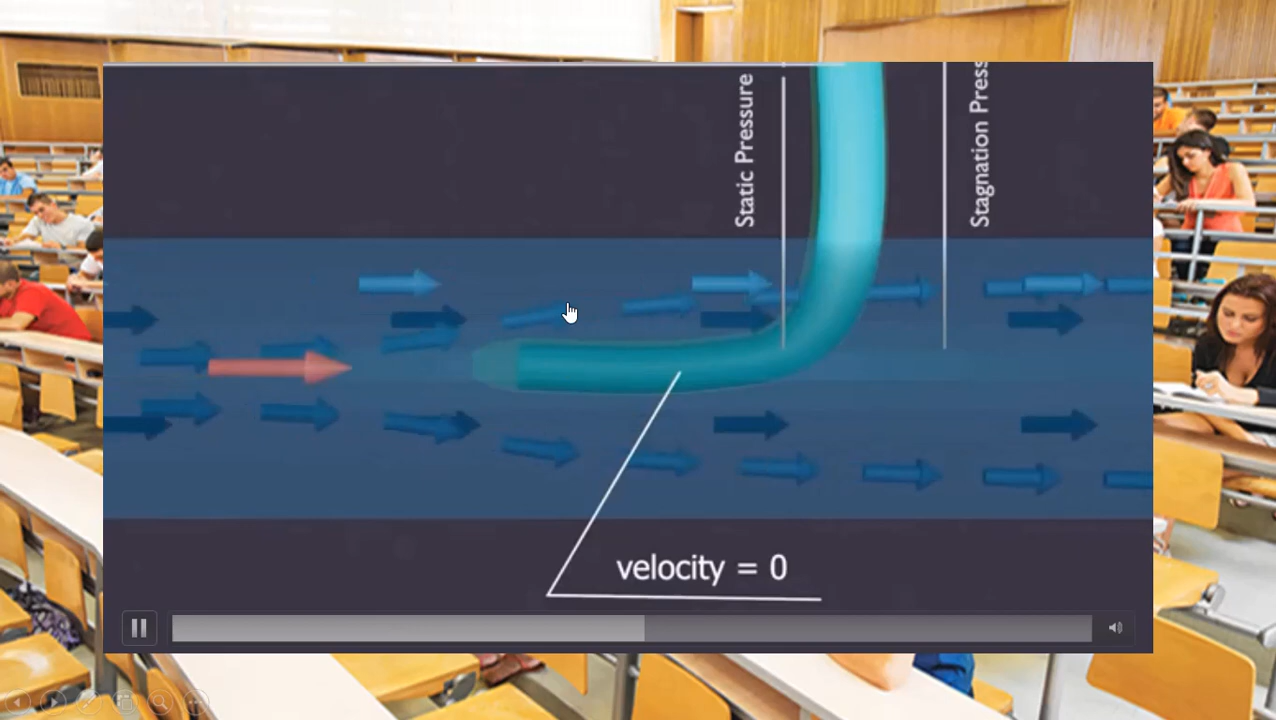 Static Pressure
Stagnation Press
velocity = 0